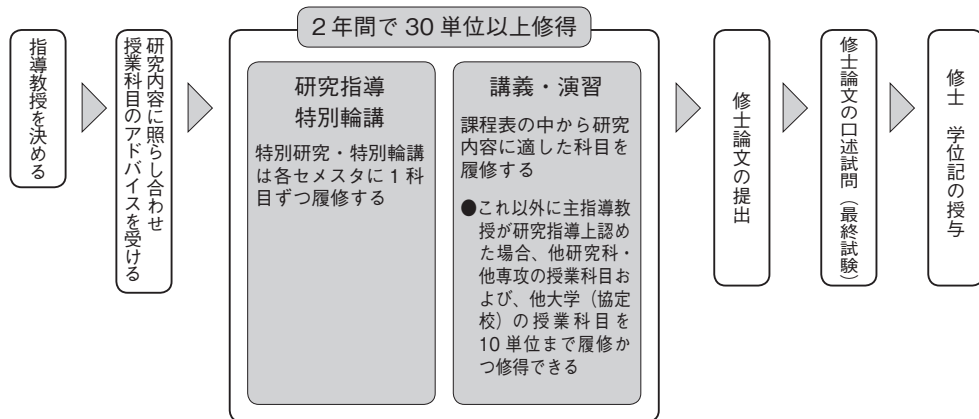 指導教授を決める
研究内容に照らし合わせ
授業科目のアドバイスを受ける
2年間で30単位以上修得
研究指導
特別輪講
特別研究・特別輪講
は各セメスタに1科
目ずつ履修する
講義・演習
課程表の中から研究
内容に適した科目を
履修する
●これ以外に主指導教
授が研究指導上認め
た場合、他研究科・
他専攻の授業科目お
よび、他大学（協定
校）の授業科目を
10単位まで履修か
つ修得できる
修士論文の提出
修士論文の口述試問（最終試験）
修士　学位記の授与